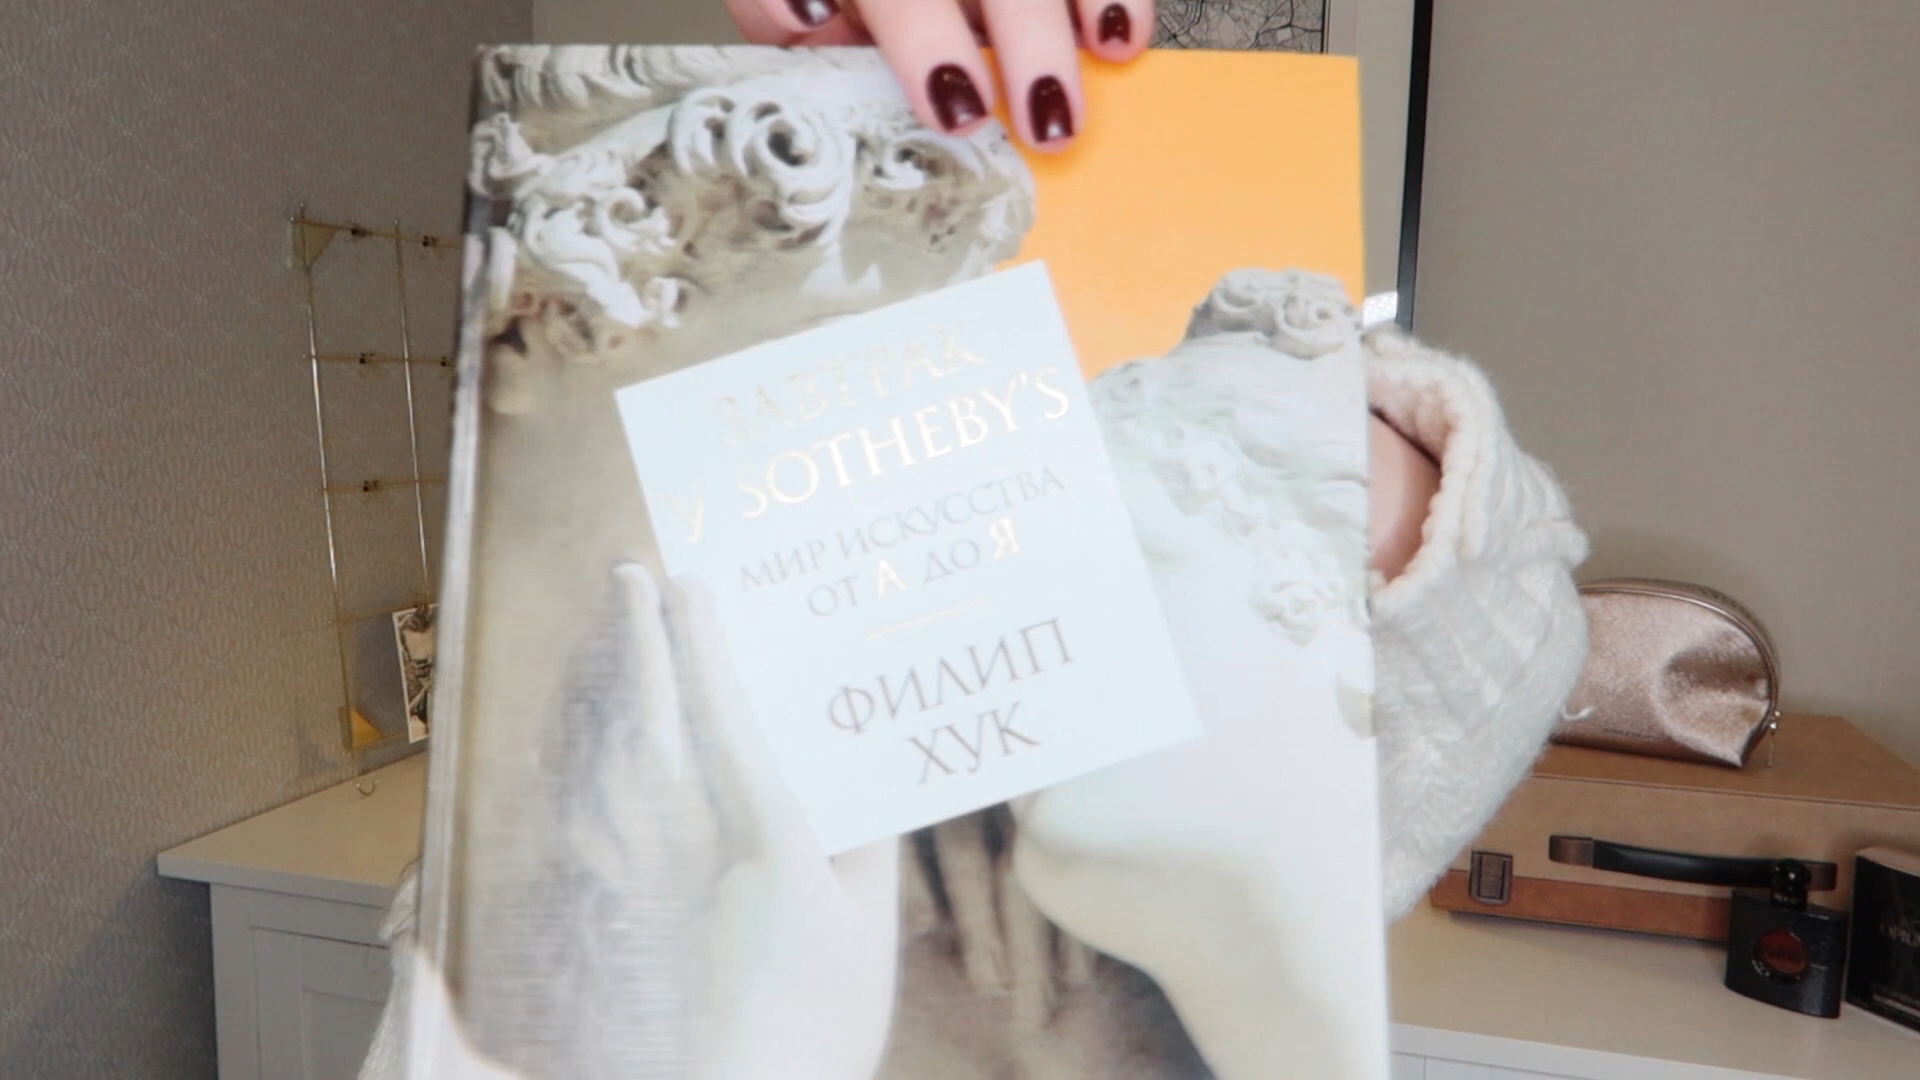 ЗАВТРАК
У SOTHEBY'S
МИР ИСКУССТВА
ОТ А ДО Я
ФИЛИП
ХУК